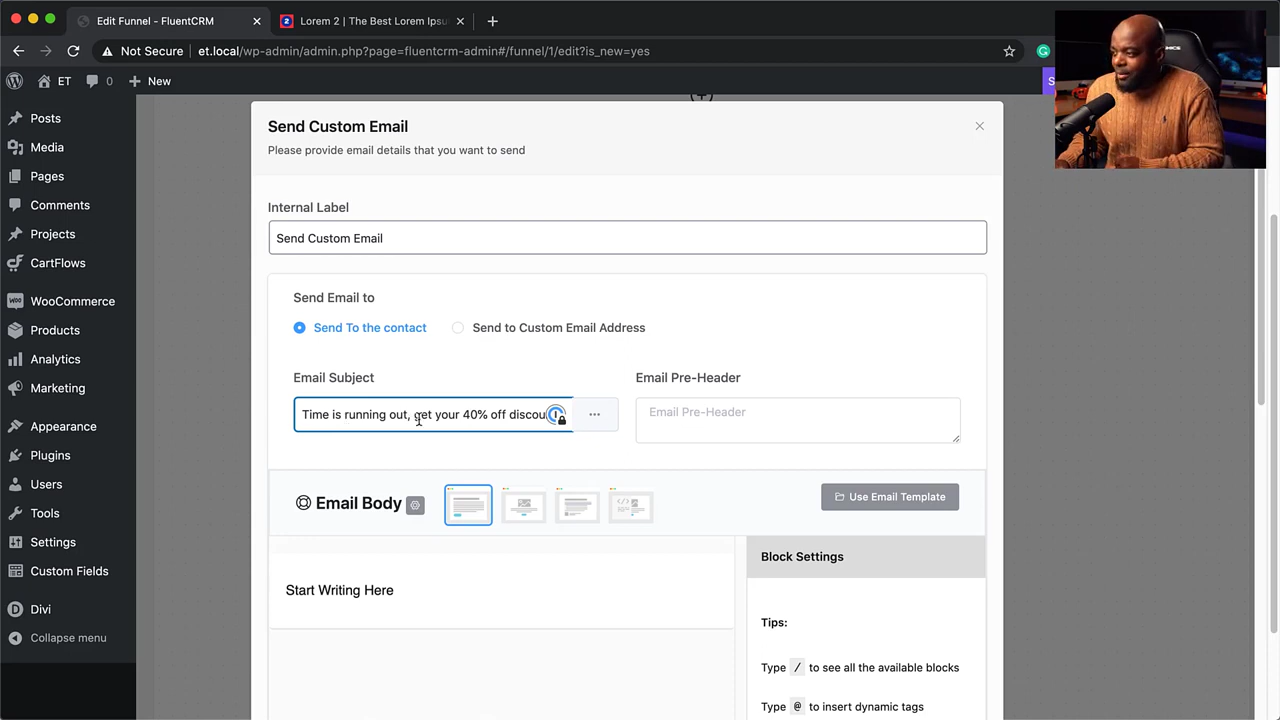 Edit Funnel - FluentCRM
Lorem 2 | The Best Lorem Ipsu
Not Secure
et.local/wp-admin/admin.php?page=fluentcrm-admin#/funnel/1/edit?is_new=yes
ET
0
New
S
Posts
Media
Pages
Comments
Projects
CartFlows
WooCommerce
Products
Analytics
Marketing
Appearance
Plugins
Users
Tools
Settings
Custom Fields
Divi
Collapse menu
Send Custom Email
Please provide email details that you want to send
Internal Label
Send Custom Email
Send Email to
Send To the contact
Send to Custom Email Address
Email Subject
Email Pre-Header
Time is running out, get your 40% off discou
Email Pre-Header
Email Body
Use Email Template
Block Settings
Start Writing Here
Tips:
Type / to see all the available blocks
Type @ to insert dynamic tags